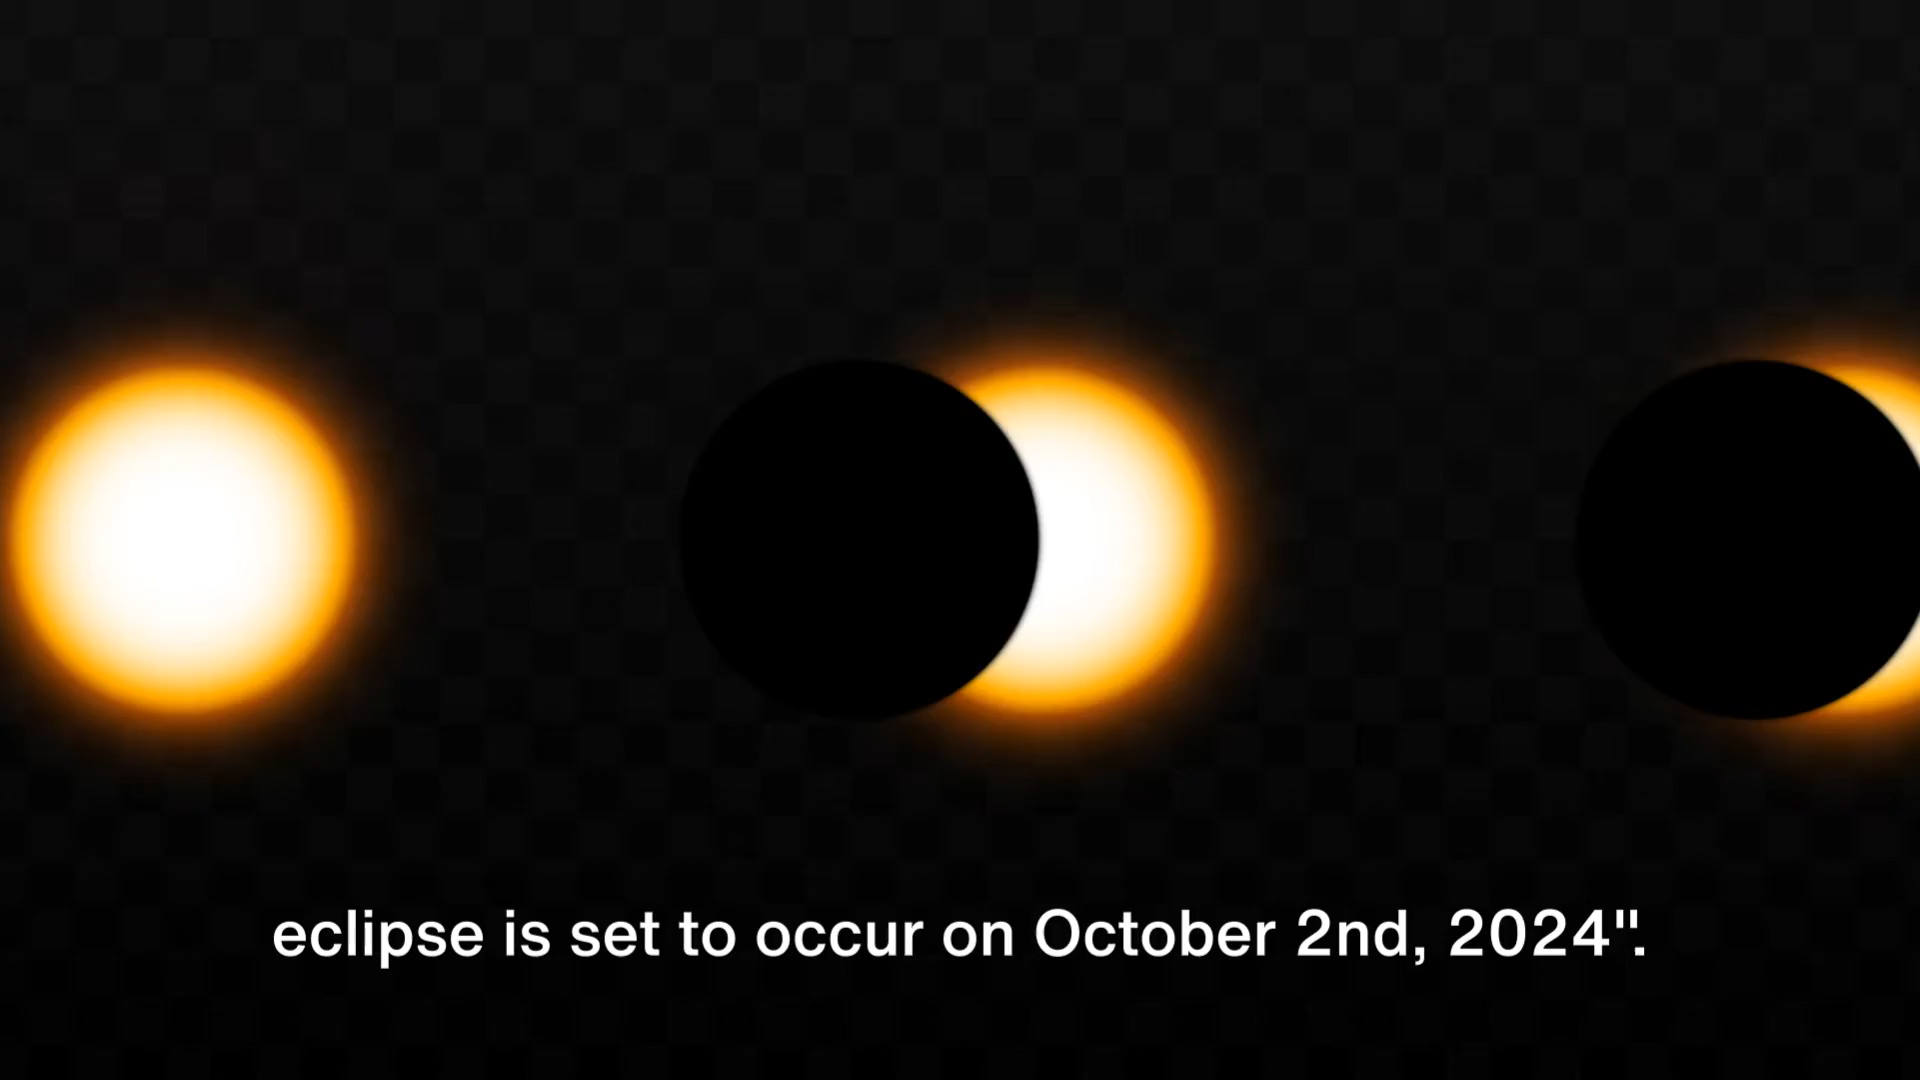 eclipse is set to occur on October 2nd, 2024".